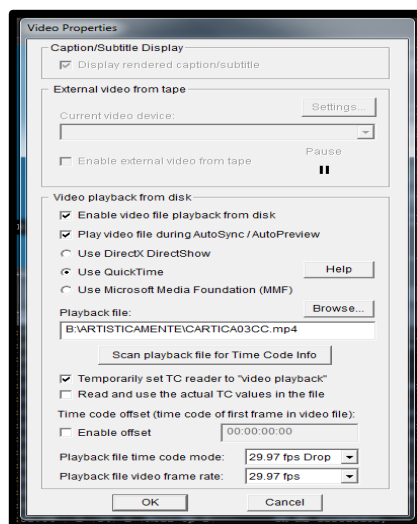 Video Properties
Caption/Subtitle Display
Display rendered caption/subtitle
External video from tape
Settings...
Current video device:
Enable external video from tape
Pause
Video playback from disk
Enable video file playback from disk
Play video file during AutoSync / AutoPreview
Use DirectX DirectShow
Use QuickTime
Help
Use Microsoft Media Foundation (MMF)
Playback file:
Browse...
B:\ARTISTICAMENTE\CARTICA03CC.mp4
Scan playback file for Time Code Info
Temporarily set TC reader to "video playback"
Read and use the actual TC values in the file
Time code offset (time code of first frame in video file):
Enable offset
00:00:00:00
Playback file time code mode:
29.97 fps Drop
Playback file video frame rate:
29.97 fps
OK
Cancel